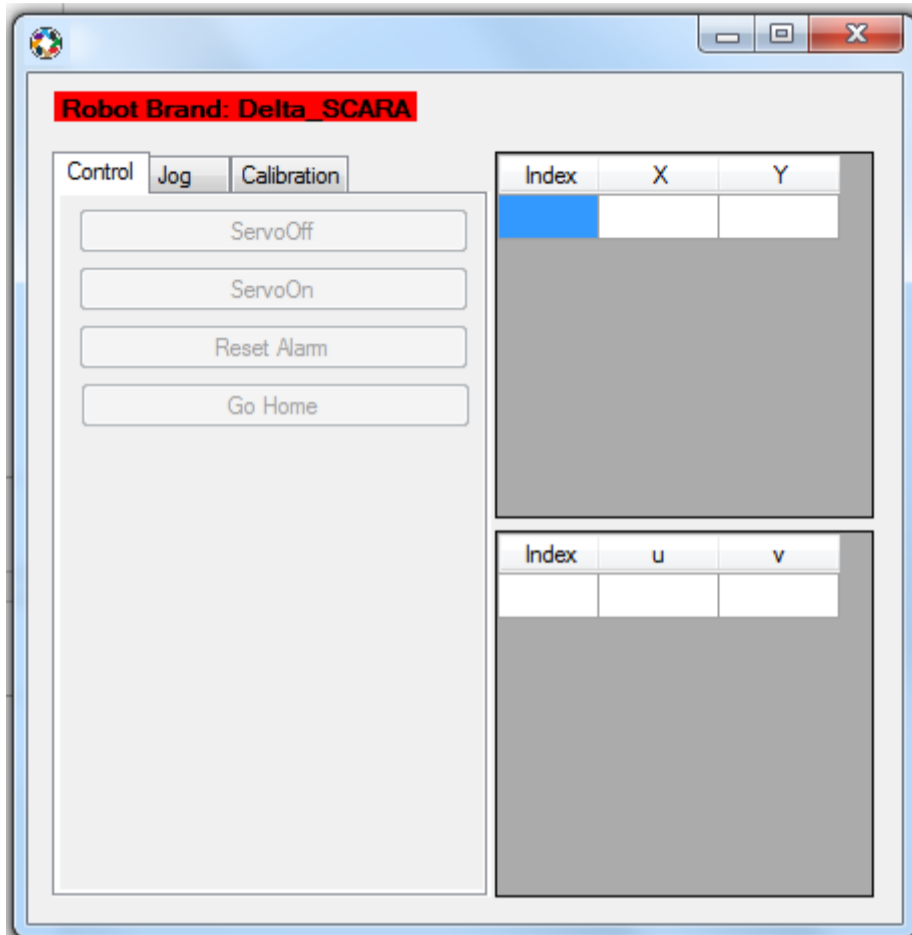 Robot Brand: Delta_SCARA
Control Jog Calibration
ServoOff
ServoOn
Reset Alarm
Go Home
Index X Y
Index u v